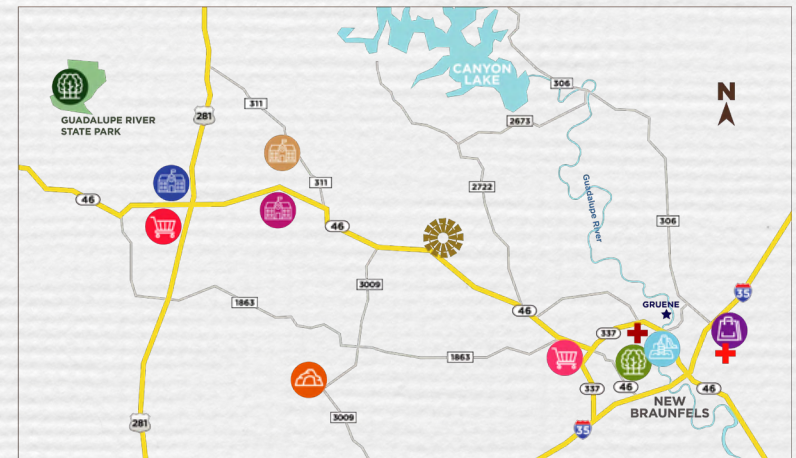 CANYON
LAKE
306
N
311
2673
GUADALUPE RIVER
STATE PARK
281
311
2722
46
Guadalupe River
306
46
3009
1863
35
GRUENE
46
337
1863
46
337
46
NEW
BRAUNFELS
3009
281
35